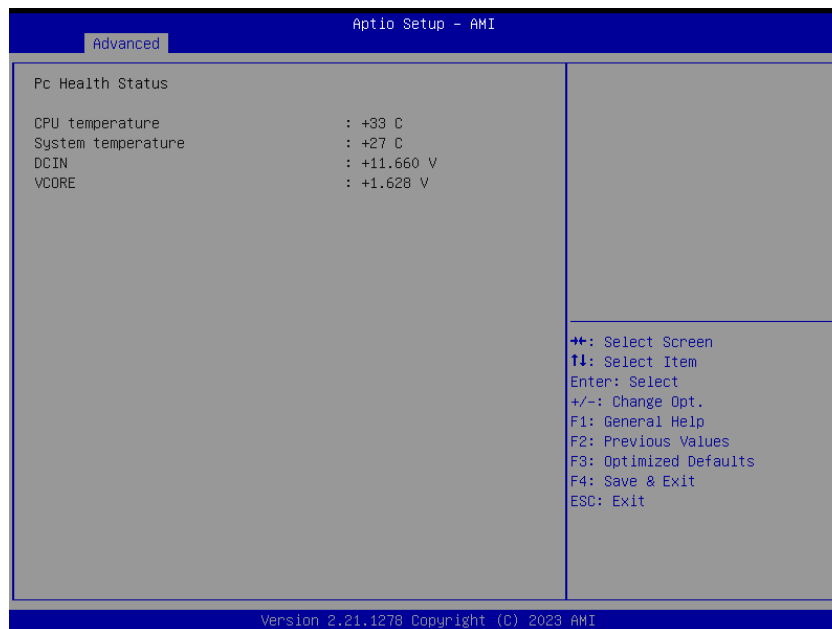 Aptio Setup – AMI
Advanced
Pc Health Status
CPU temperature : +33 C
System temperature : +27 C
DCIN : +11.660 V
VCORE : +1.628 V
→←: Select Screen
↑↓: Select Item
Enter: Select
+/-: Change Opt.
F1: General Help
F2: Previous Values
F3: Optimized Defaults
F4: Save & Exit
ESC: Exit
Version 2.21.1278 Copyright (C) 2023 AMI